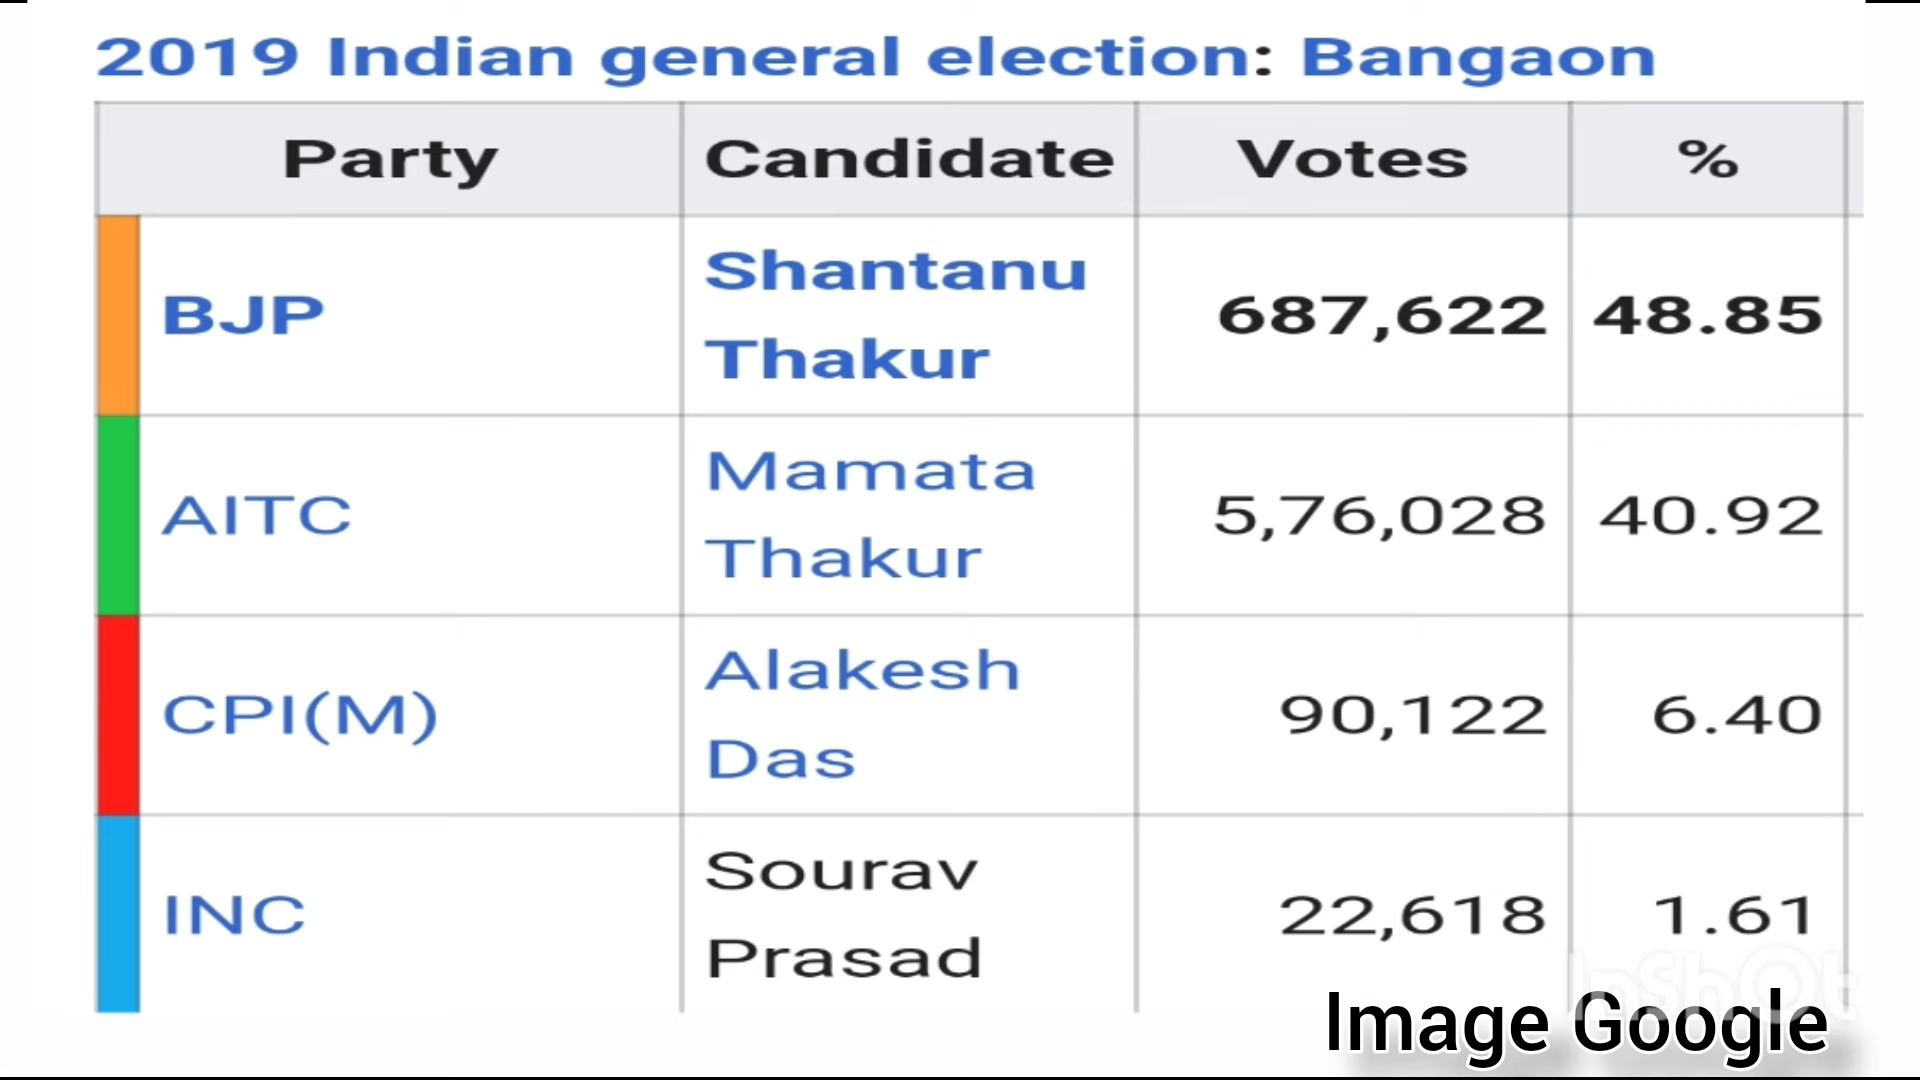 2019 Indian general election: Bangaon
Party Candidate Votes %
BJP Shantanu Thakur 687,622 48.85
AITC Mamata Thakur 5,76,028 40.92
CPI(M) Alakesh Das 90,122 6.40
INC Sourav Prasad 22,618 1.61
InShOt
Image Google